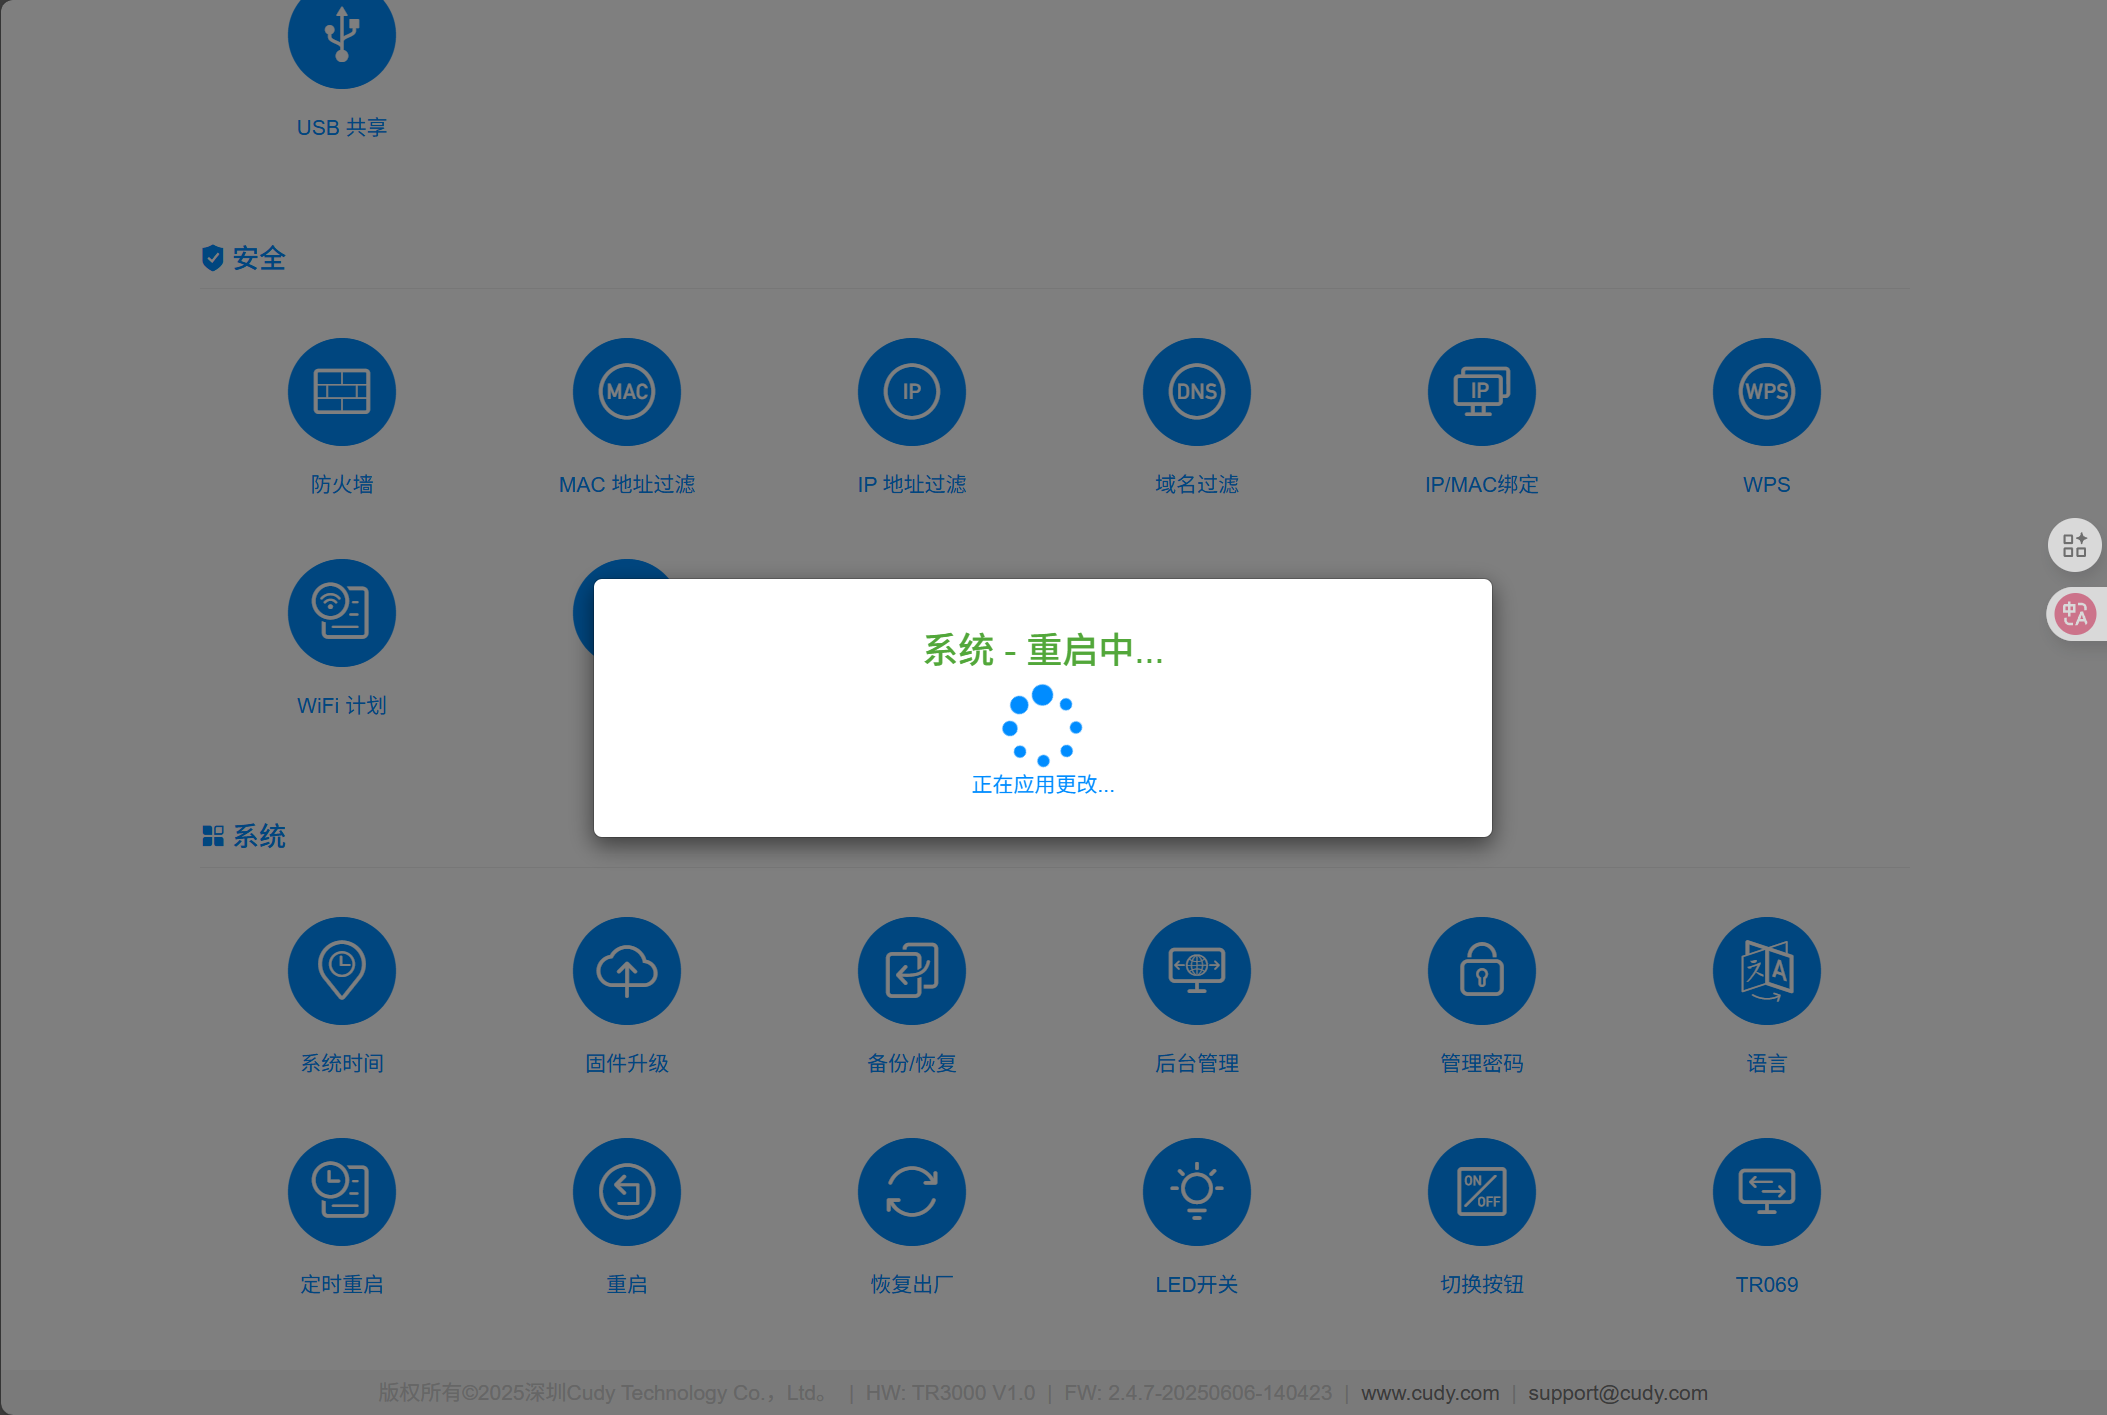 USB 共享
安全
MAC
IP
DNS
IP
WPS
防火墙
MAC 地址过滤
IP 地址过滤
域名过滤
IP/MAC绑定
WPS
WiFi 计划
系统 - 重启中...
正在应用更改...
中A
系统
文A
系统时间
固件升级
备份/恢复
后台管理
管理密码
语言
ON
OFF
定时重启
重启
恢复出厂
LED开关
切换按钮
TR069
版权所有©2025深圳Cudy Technology Co.，Ltd。 | HW: TR3000 V1.0 | FW: 2.4.7-20250606-140423 | www.cudy.com | support@cudy.com